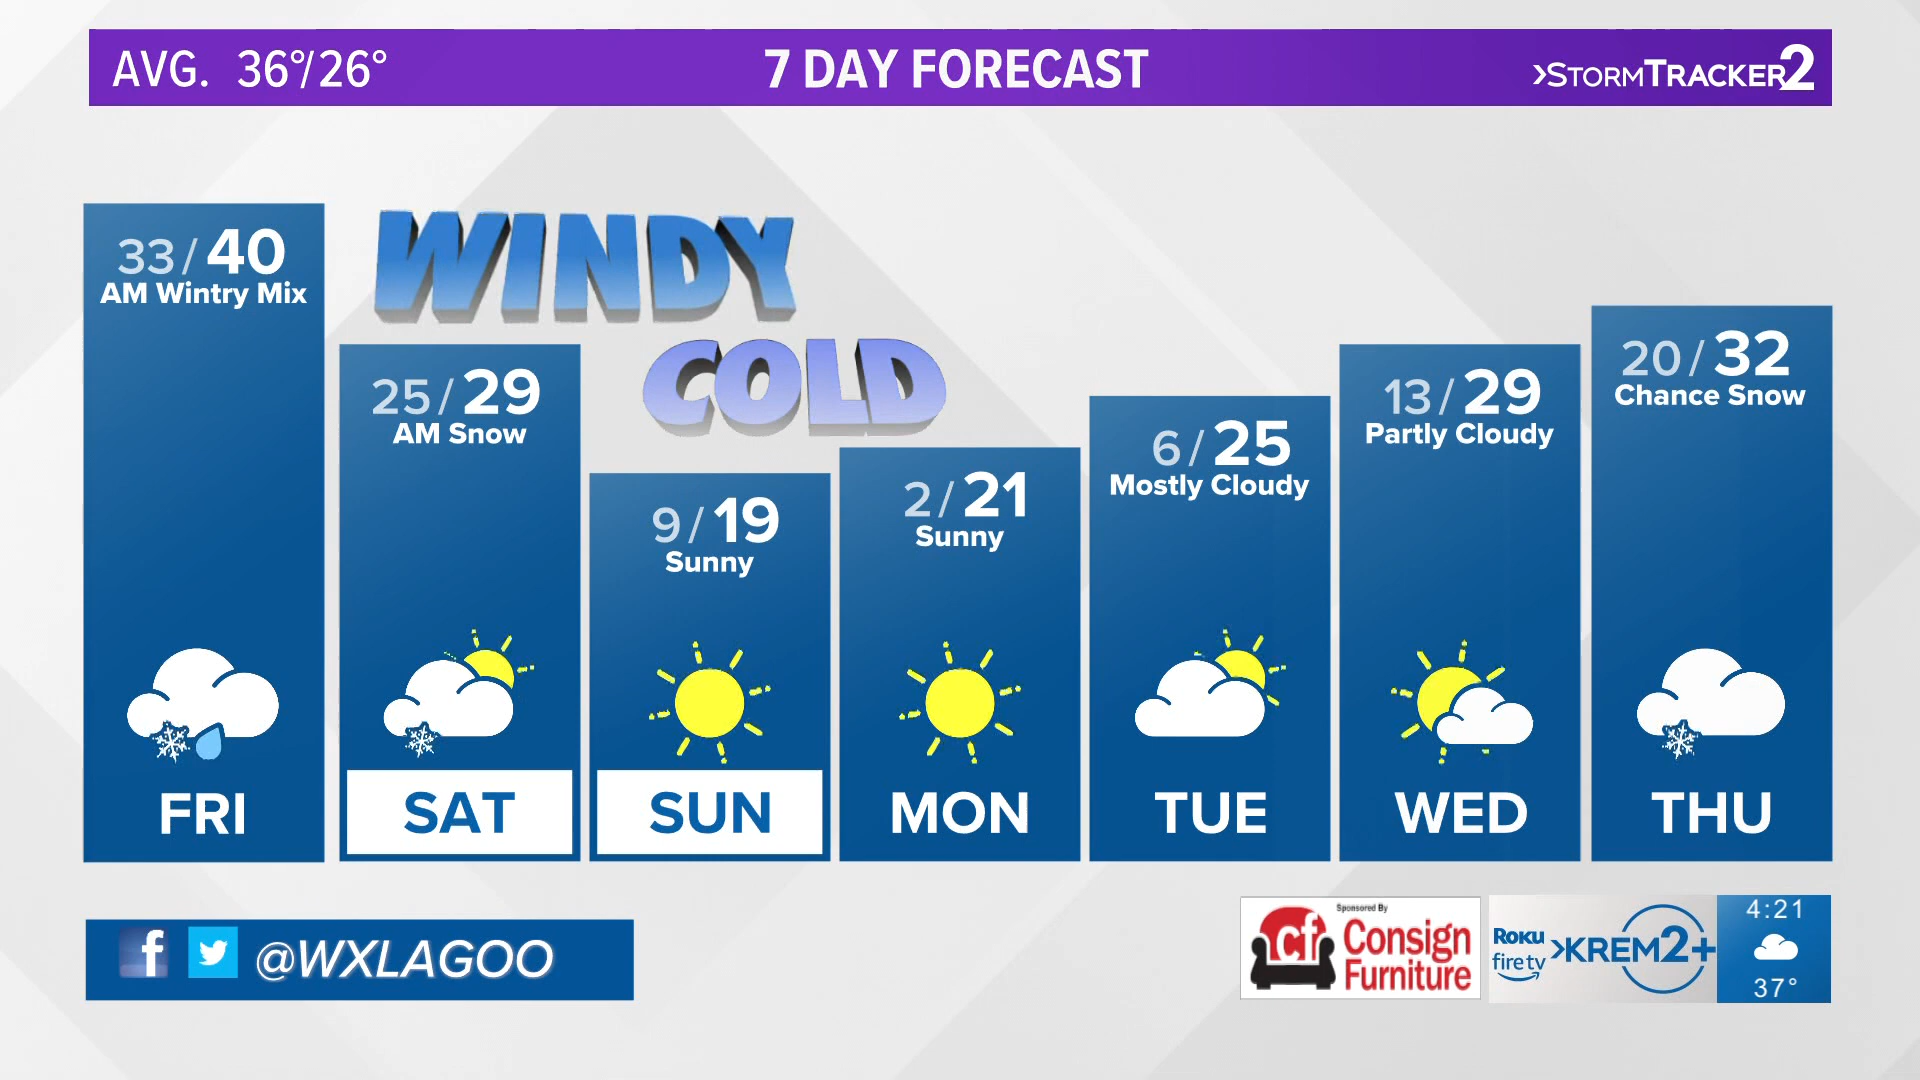 AVG. 36°/26°
7 DAY FORECAST
>STORMTRACKER2
WINDY
COLD
33/40
AM Wintry Mix
FRI
25/29
AM Snow
SAT
9/19
Sunny
SUN
2/21
Sunny
MON
6/25
Mostly Cloudy
TUE
13/29
Partly Cloudy
WED
20/32
Chance Snow
THU
f
@WXLAGOO
Sponsored By
cf
Consign
Furniture
Roku
fire tv
>KREM2+
4:21
37°